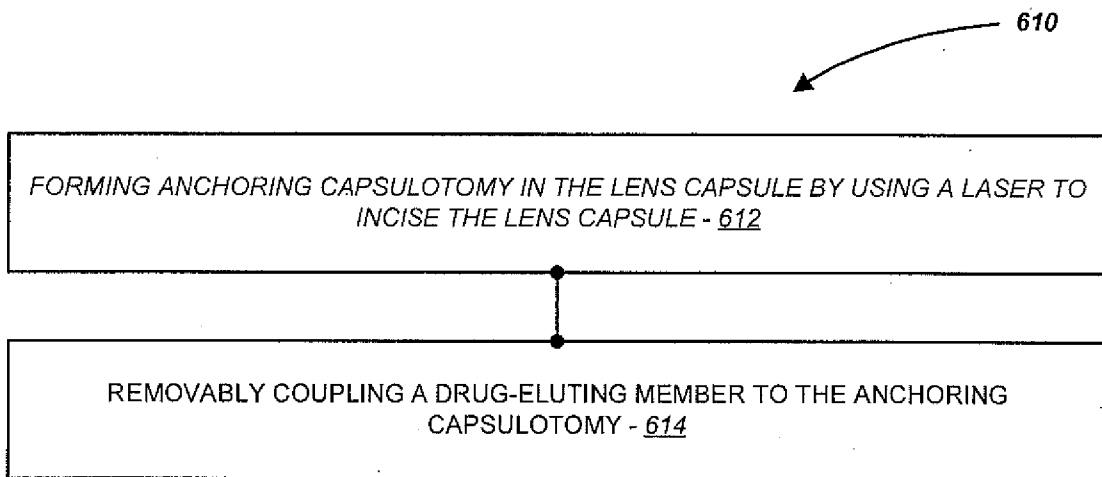 610
FORMING ANCHORING CAPSULOTOMY IN THE LENS CAPSULE BY USING A LASER TO
INCISE THE LENS CAPSULE - 612
REMOVABLY COUPLING A DRUG-ELUTING MEMBER TO THE ANCHORING
CAPSULOTOMY - 614